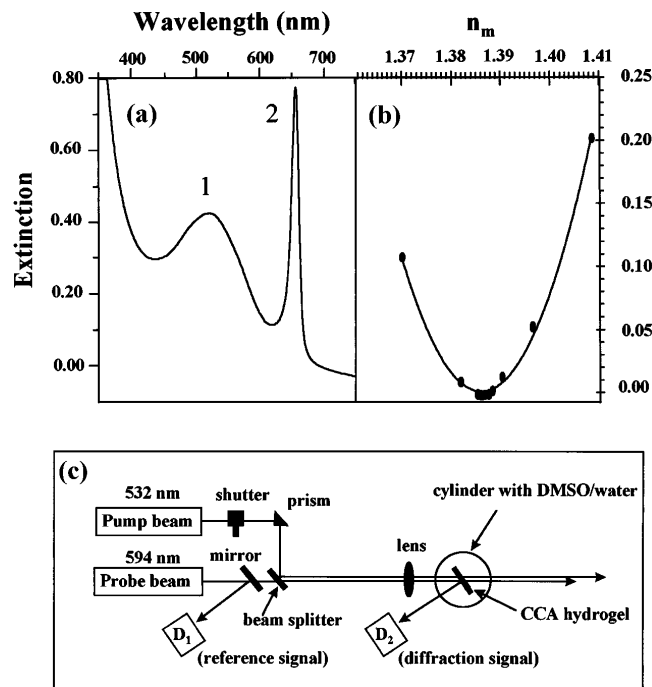 Wavelength (nm)
n_m
400 500 600 700
1.37 1.38 1.39 1.40 1.41
0.80
0.60
0.40
0.20
0.00
Extinction
(a)
1
2
(b)
0.25
0.20
0.15
0.10
0.05
0.00
(c)
532 nm
shutter
prism
Pump beam
594 nm
mirror
Probe beam
beam splitter
D₁
(reference signal)
lens
cylinder with DMSO/water
CCA hydrogel
D₂
(diffraction signal)